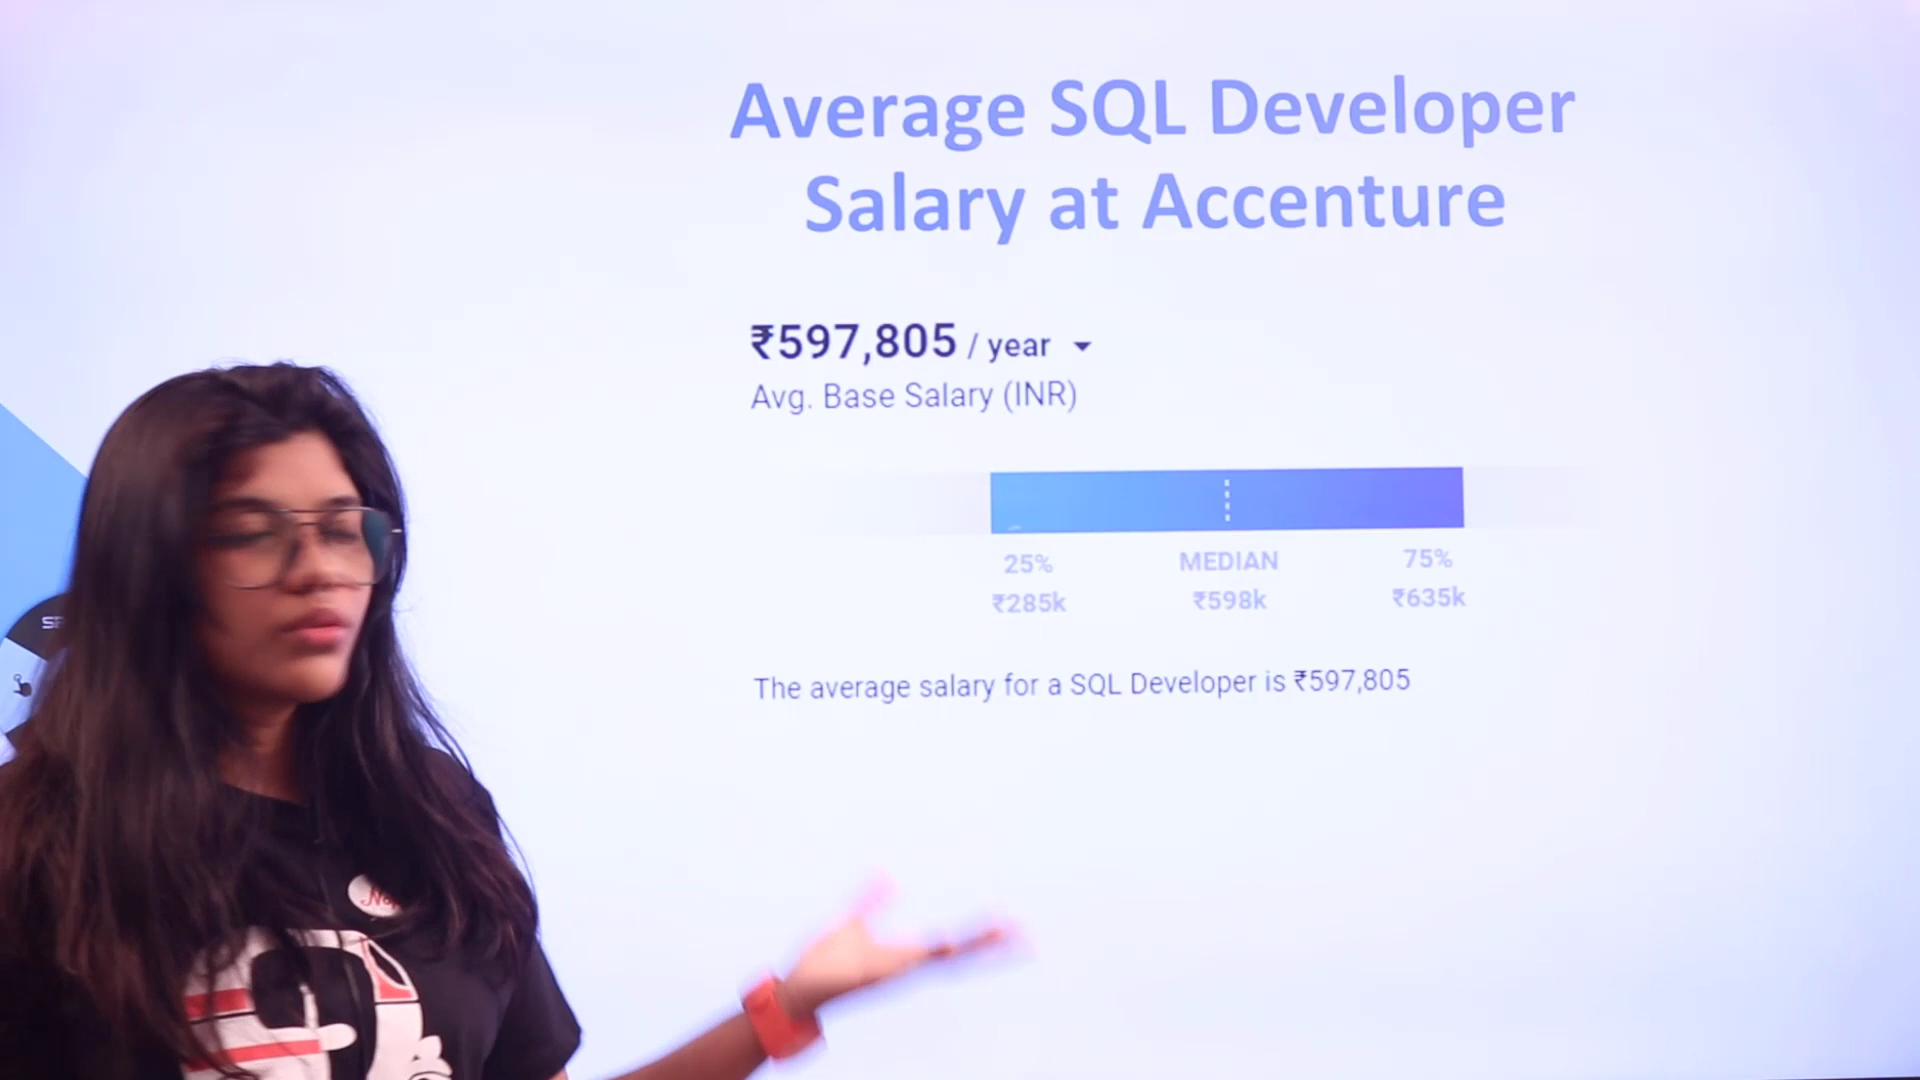 Average SQL Developer
Salary at Accenture
₹597,805 / year
Avg. Base Salary (INR)
25% MEDIAN 75%
₹285k ₹598k ₹635k
The average salary for a SQL Developer is ₹597,805